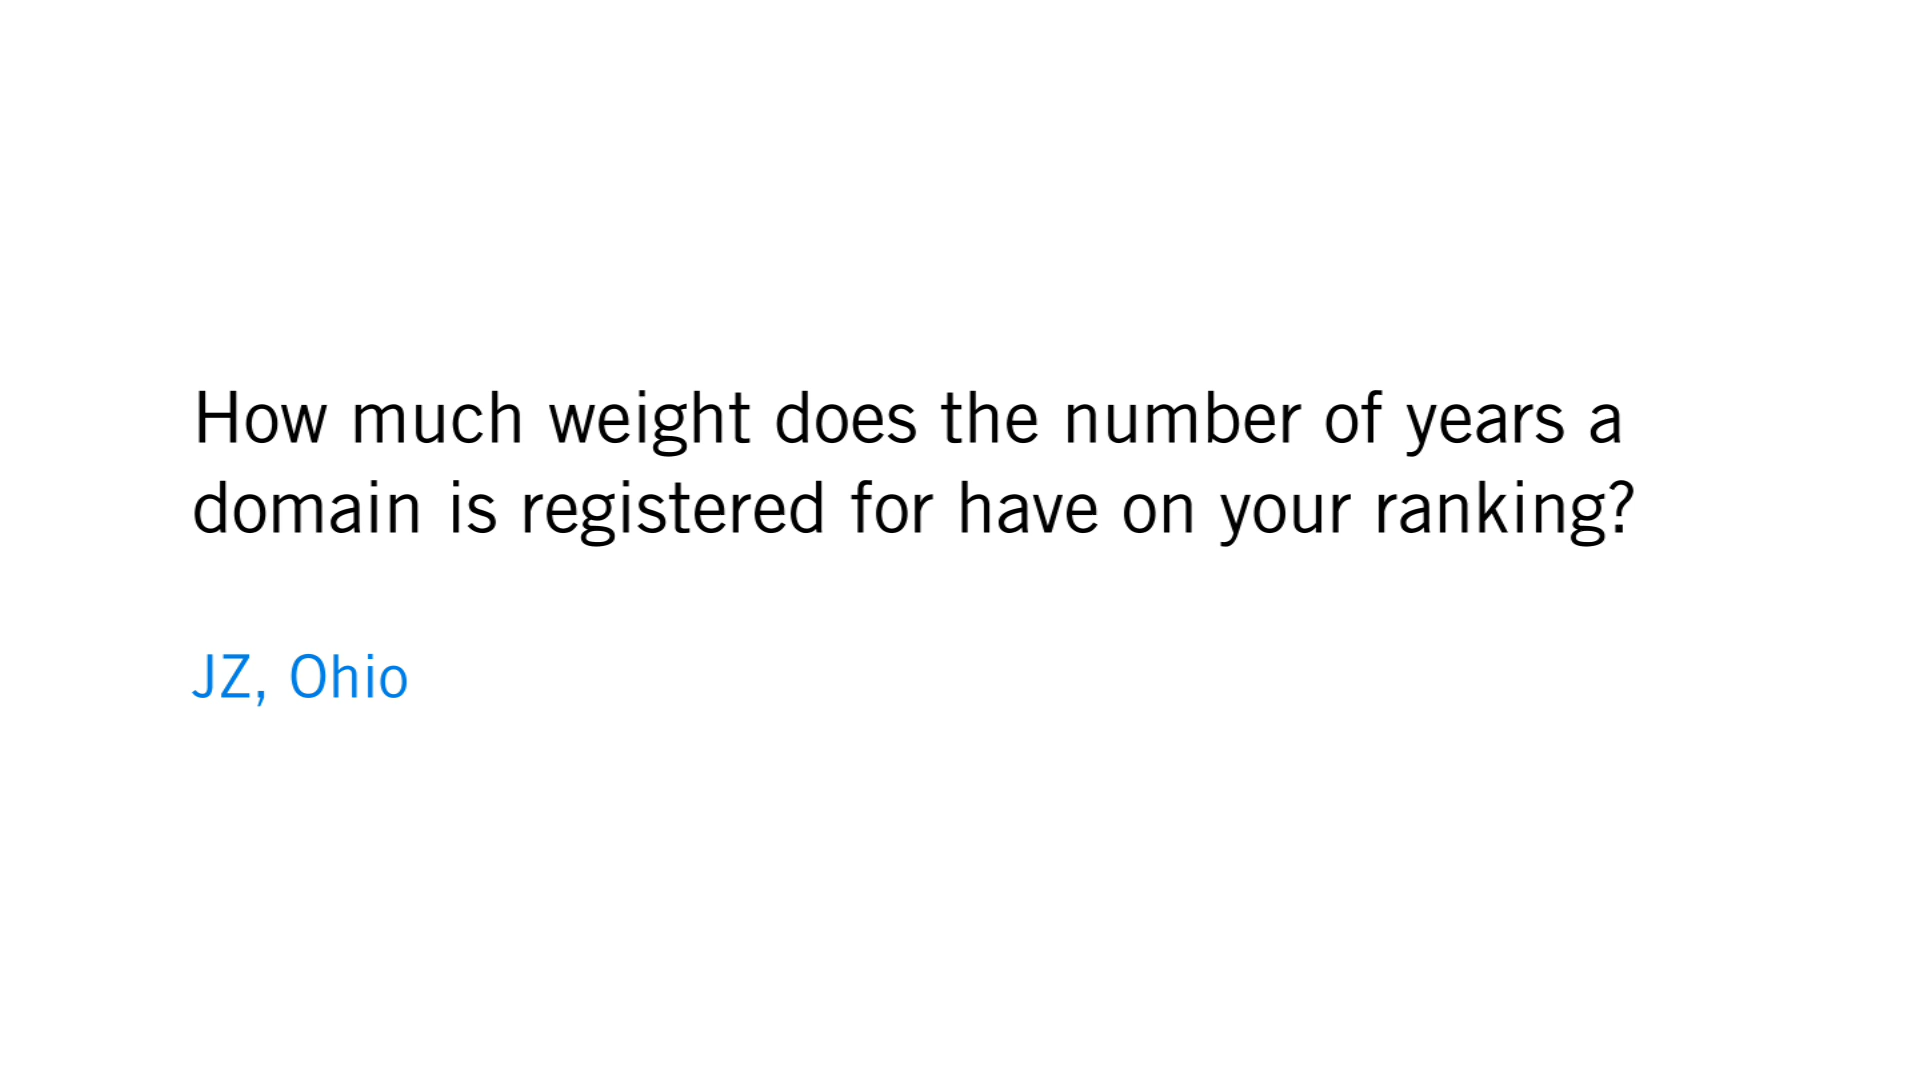 How much weight does the number of years a
domain is registered for have on your ranking?
JZ, Ohio